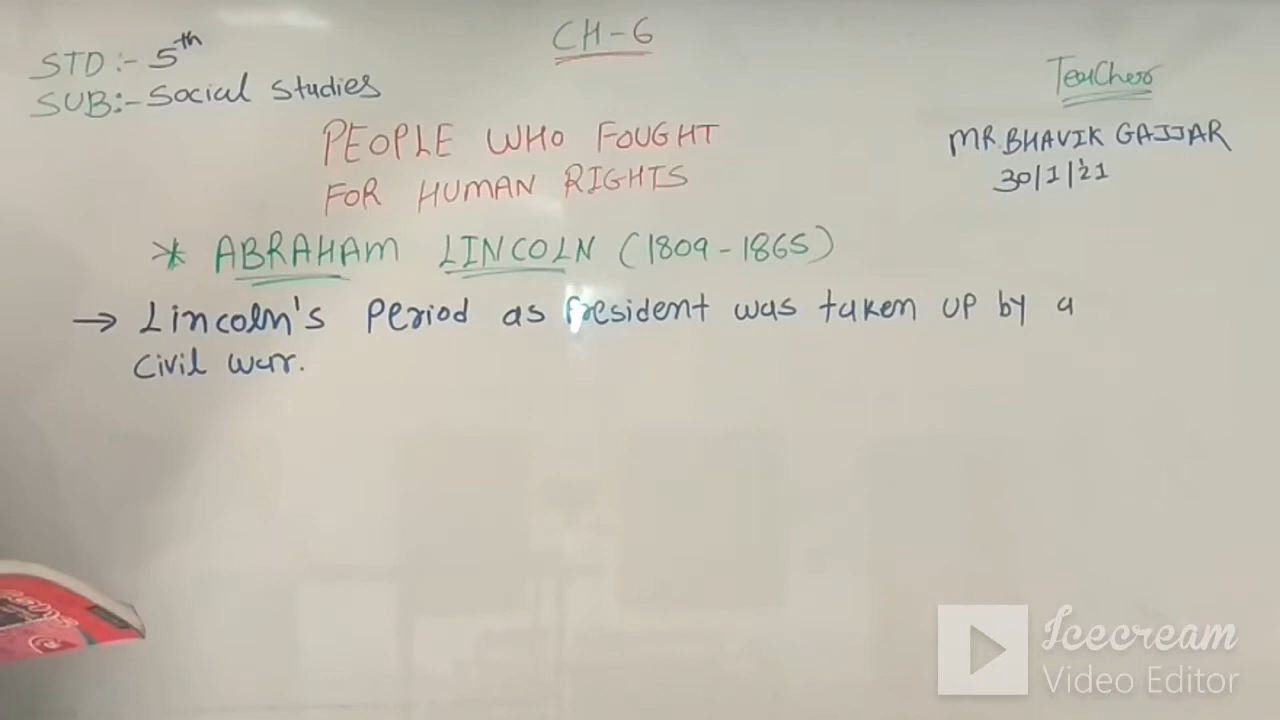 STD:- 5th
SUB:- Social Studies
CH-6
Teacher
MR. BHAVIK GAJJAR
30/1/21
PEOPLE WHO FOUGHT
FOR HUMAN RIGHTS
* ABRAHAM LINCOLN (1809-1865)
→ Lincoln's Period as President was taken up by a
civil war.
Icecream
Video Editor